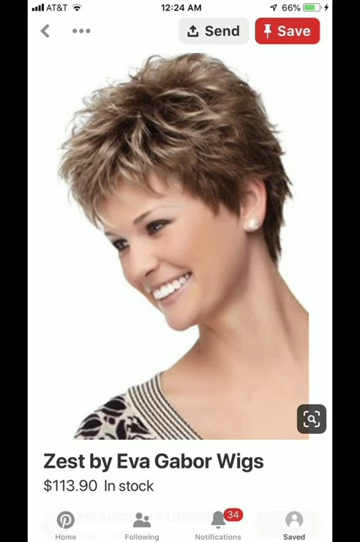 AT&T 12:24 AM 66%
Send Save
Zest by Eva Gabor Wigs
$113.90 In stock
34
Home Following Notifications Saved